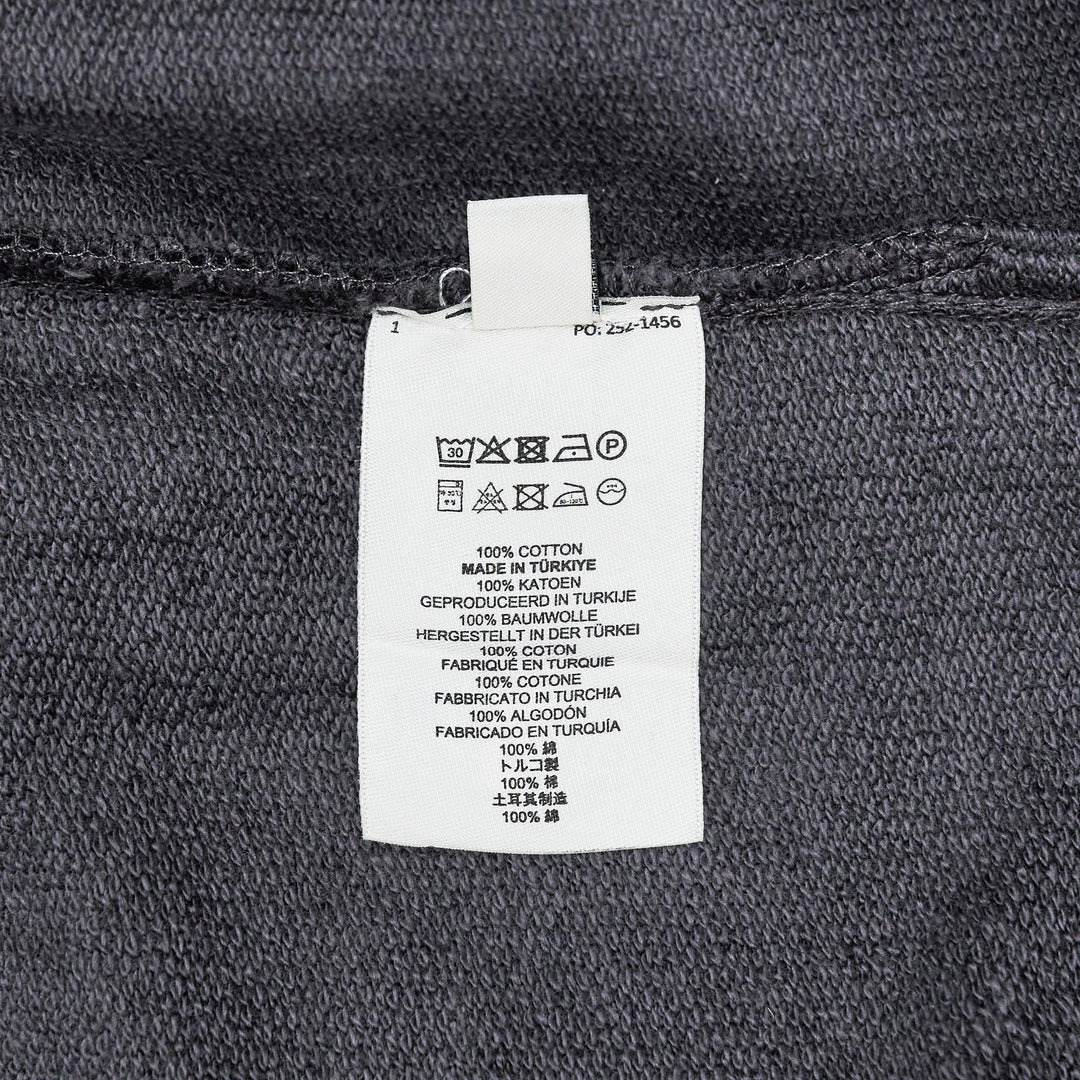 1
PO: 252-1456
30
P
100% COTTON
MADE IN TÜRKIYE
100% KATOEN
GEPRODUCEERD IN TURKIJE
100% BAUMWOLLE
HERGESTELLT IN DER TÜRKEI
100% COTON
FABRIQUÉ EN TURQUIE
100% COTONE
FABBRICATO IN TURCHIA
100% ALGODÓN
FABRICADO EN TURQUÍA
100% 綿
トルコ製
100% 棉
土耳其制造
100% 綿